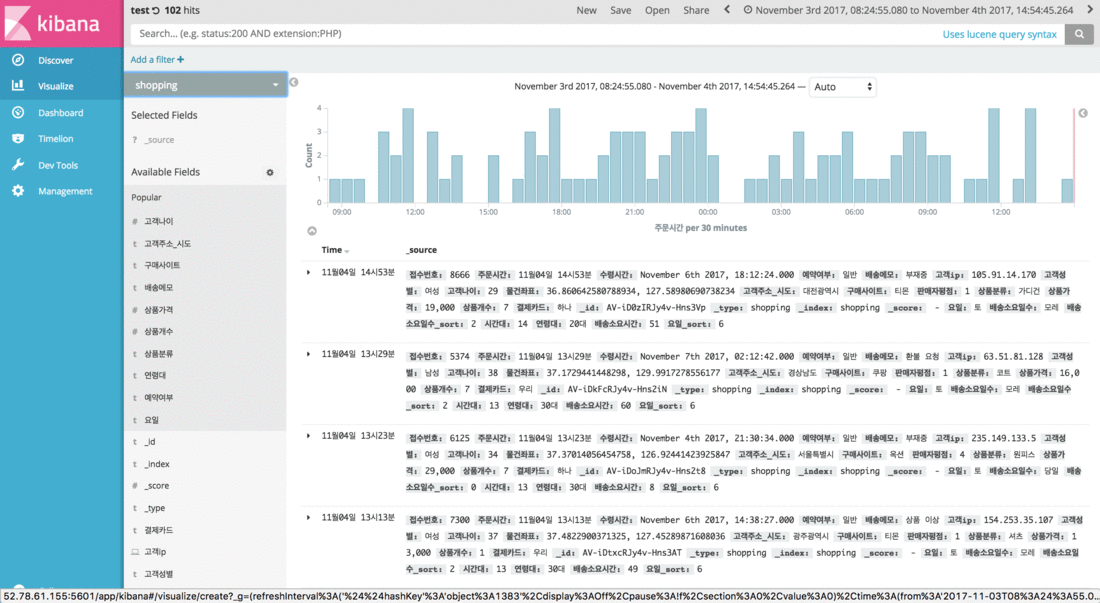 kibana
Discover
Visualize
Dashboard
Timelion
Dev Tools
Management
test 102 hits
New Save Open Share November 3rd 2017, 08:24:55.080 to November 4th 2017, 14:54:45.264
Search... (e.g. status:200 AND extension:PHP)
Uses lucene query syntax
Add a filter +
shopping
Selected Fields
? _source
Available Fields
Popular
# 고객나이
t 고객주소_시도
t 구매사이트
t 배송메모
# 상품가격
# 상품개수
t 상품분류
t 연령대
t 예약여부
t 요일
t _id
t _index
# _score
t _type
t 결제카드
고객ip
t 고객성별
November 3rd 2017, 08:24:55.080 - November 4th 2017, 14:54:45.264 — Auto
Count
4
3
2
1
0
09:00 12:00 15:00 18:00 21:00 00:00 03:00 06:00 09:00 12:00
주문시간 per 30 minutes
Time _source
11월04일 14시53분
접수번호: 8666 주문시간: 11월04일 14시53분 수령시간: November 6th 2017, 18:12:24.000 예약여부: 일반 배송메모: 부재중 고객ip: 105.91.14.170 고객성
별: 여성 고객나이: 29 물건좌표: 36.860642580788934, 127.58980690738234 고객주소_시도: 대전광역시 구매사이트: 티몬 판매자평점: 1 상품분류: 가디건 상품가
격: 19,000 상품개수: 7 결제카드: 하나 _id: AV-iD0zIRJy4v-Hns3Vp _type: shopping _index: shopping _score: - 요일: 토 배송소요일수: 모레 배송
소요일수_sort: 2 시간대: 14 연령대: 20대 배송소요시간: 51 요일_sort: 6
11월04일 13시29분
접수번호: 5374 주문시간: 11월04일 13시29분 수령시간: November 7th 2017, 02:12:42.000 예약여부: 일반 배송메모: 환불 요청 고객ip: 63.51.81.128 고객성
별: 남성 고객나이: 38 물건좌표: 37.1729441448298, 129.9917278556177 고객주소_시도: 경상남도 구매사이트: 쿠팡 판매자평점: 1 상품분류: 코트 상품가격: 16,0
00 상품개수: 7 결제카드: 우리 _id: AV-iDkFcRJy4v-Hns2iN _type: shopping _index: shopping _score: - 요일: 토 배송소요일수: 모레 배송소요일수
_sort: 2 시간대: 13 연령대: 30대 배송소요시간: 60 요일_sort: 6
11월04일 13시23분
접수번호: 6125 주문시간: 11월04일 13시23분 수령시간: November 4th 2017, 21:30:34.000 예약여부: 일반 배송메모: 부재중 고객ip: 235.149.133.5 고객
성별: 여성 고객나이: 34 물건좌표: 37.37014056454758, 126.92441423925847 고객주소_시도: 서울특별시 구매사이트: 옥션 판매자평점: 4 상품분류: 원피스 상품가
격: 29,000 상품개수: 7 결제카드: 하나 _id: AV-iDoJmRJy4v-Hns2t8 _type: shopping _index: shopping _score: - 요일: 토 배송소요일수: 당일 배
송소요일수_sort: 0 시간대: 13 연령대: 30대 배송소요시간: 8 요일_sort: 6
11월04일 13시13분
접수번호: 7300 주문시간: 11월04일 13시13분 수령시간: November 6th 2017, 14:38:27.000 예약여부: 일반 배송메모: 상품 이상 고객ip: 154.253.35.107 고객성
별: 여성 고객나이: 37 물건좌표: 37.4822900371325, 127.45289871608036 고객주소_시도: 광주광역시 구매사이트: 티몬 판매자평점: 1 상품분류: 셔츠 상품가격: 1
3,000 상품개수: 1 결제카드: 우리 _id: AV-iDtxcRJy4v-Hns3AT _type: shopping _index: shopping _score: - 요일: 토 배송소요일수: 모레 배송소요일
수_sort: 2 시간대: 13 연령대: 30대 배송소요시간: 49 요일_sort: 6
52.78.61.155:5601/app/kibana#/visualize/create?_g=(refreshInterval%3A('%24%24hashKey'%3A'object%3A1383'%2Cdisplay%3AOff%2Cpause%3A!f%2Csection%3A0%2Cvalue%3A0)%2Ctime%3A(from%3A'2017-11-03T08%3A24%3A55.0...